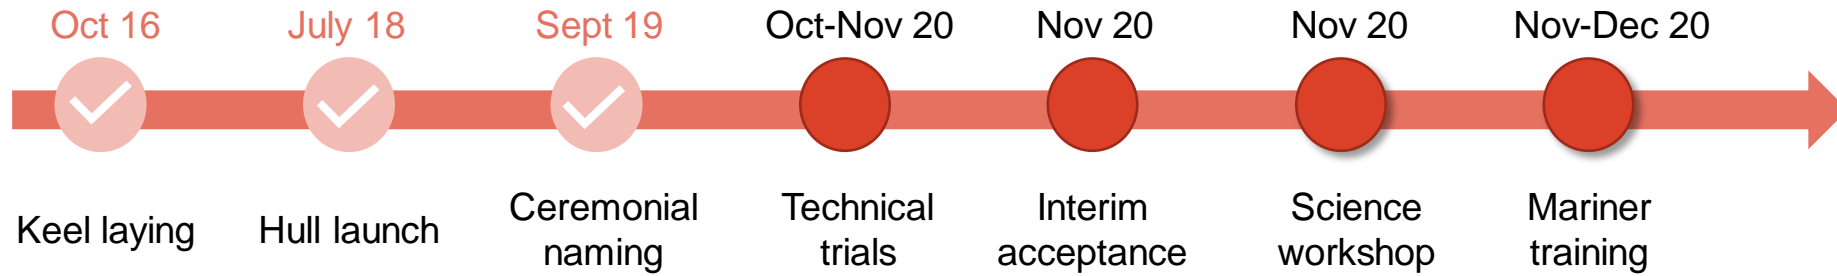 Oct 16
July 18
Sept 19
Oct-Nov 20
Nov 20
Nov 20
Nov-Dec 20
Keel laying
Hull launch
Ceremonial
naming
Technical
trials
Interim
acceptance
Science
workshop
Mariner
training